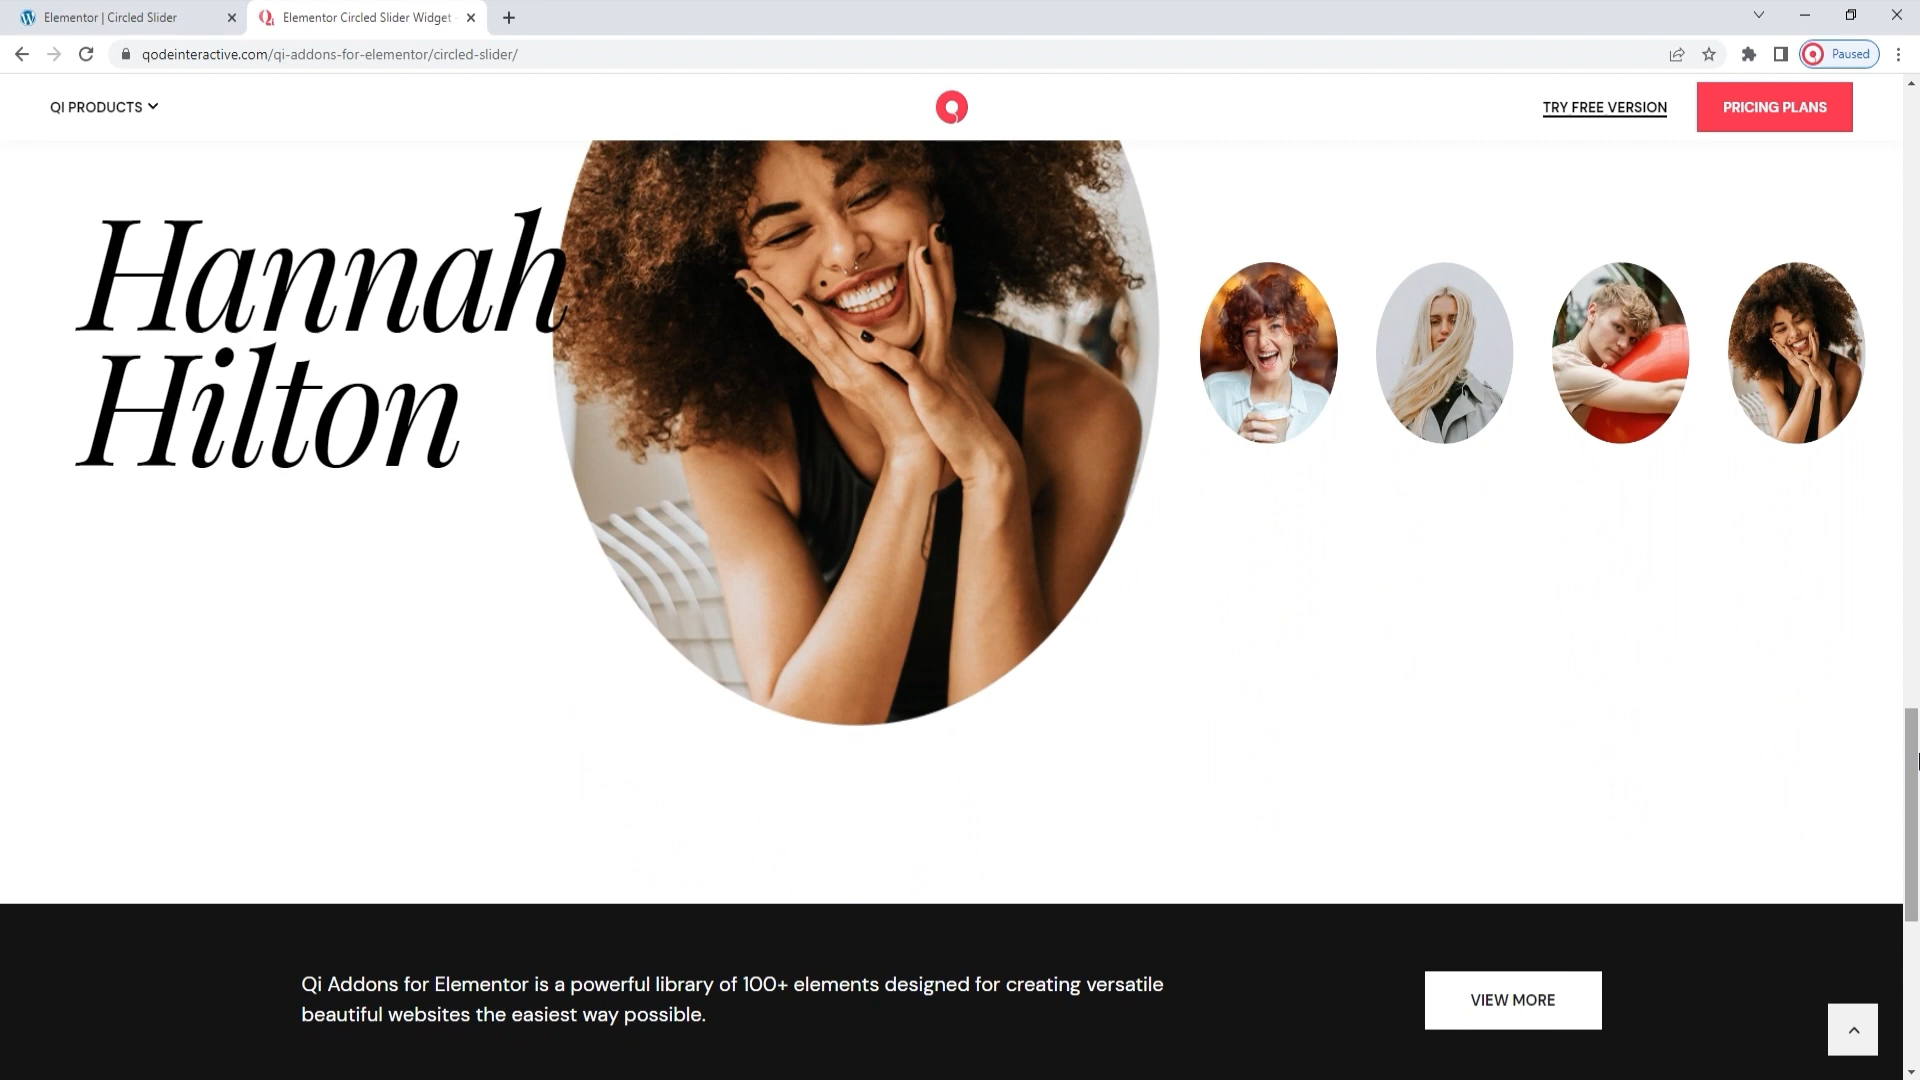 Elementor | Circled Slider
Elementor Circled Slider Widget
qodeinteractive.com/qi-addons-for-elementor/circled-slider/
Paused
QI PRODUCTS
TRY FREE VERSION
PRICING PLANS
Hannah
Hilton
Qi Addons for Elementor is a powerful library of 100+ elements designed for creating versatile
beautiful websites the easiest way possible.
VIEW MORE